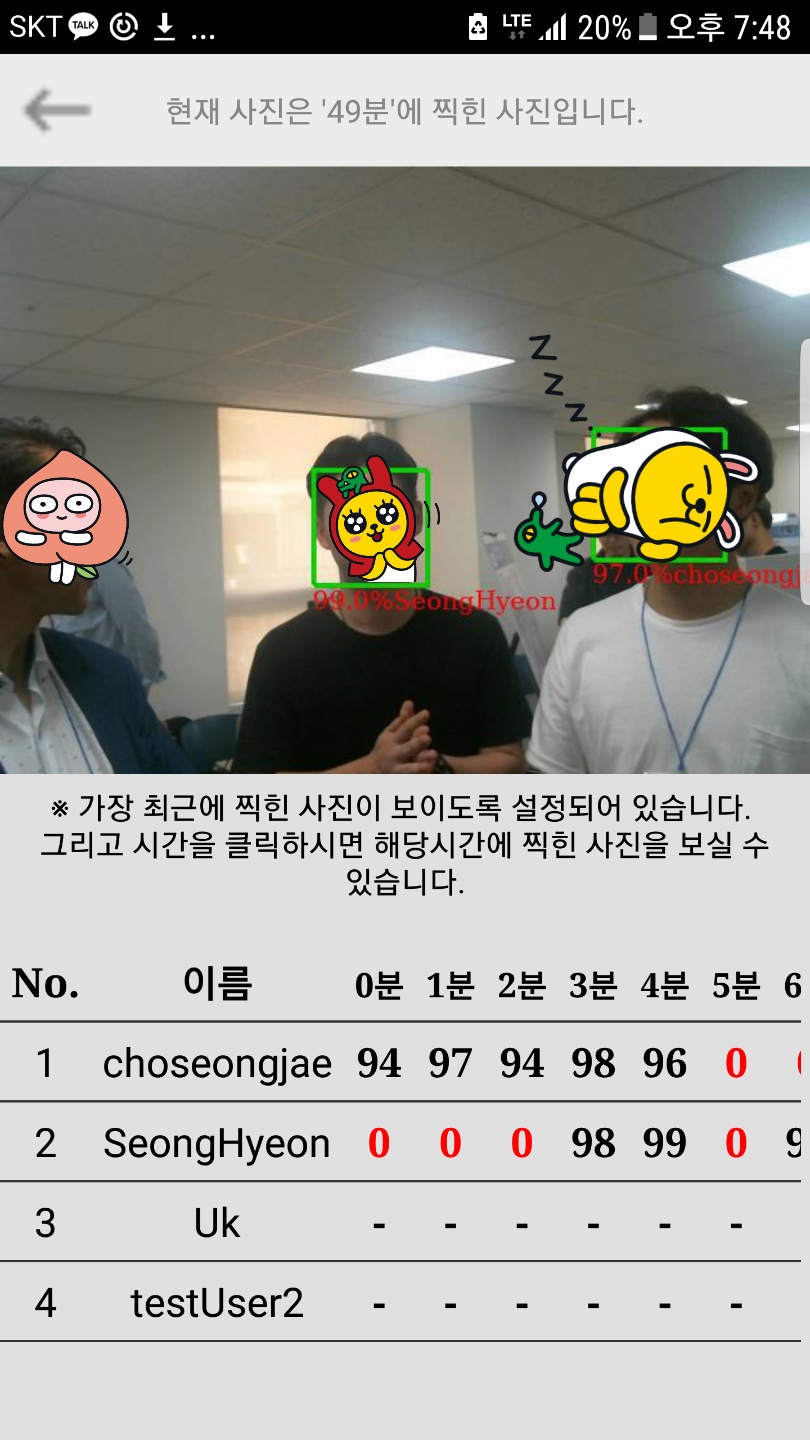 SKT TALK ... LTE 20% 오후 7:48
현재 사진은 '49분'에 찍힌 사진입니다.
z
z
z
99.0%SeongHyeon
97.0%choseongj
※ 가장 최근에 찍힌 사진이 보이도록 설정되어 있습니다.
그리고 시간을 클릭하시면 해당시간에 찍힌 사진을 보실 수
있습니다.
No. 이름 0분 1분 2분 3분 4분 5분 6
1 choseongjae 94 97 94 98 96 0
2 SeongHyeon 0 0 0 98 99 0 9
3 Uk - - - - - -
4 testUser2 - - - - - -